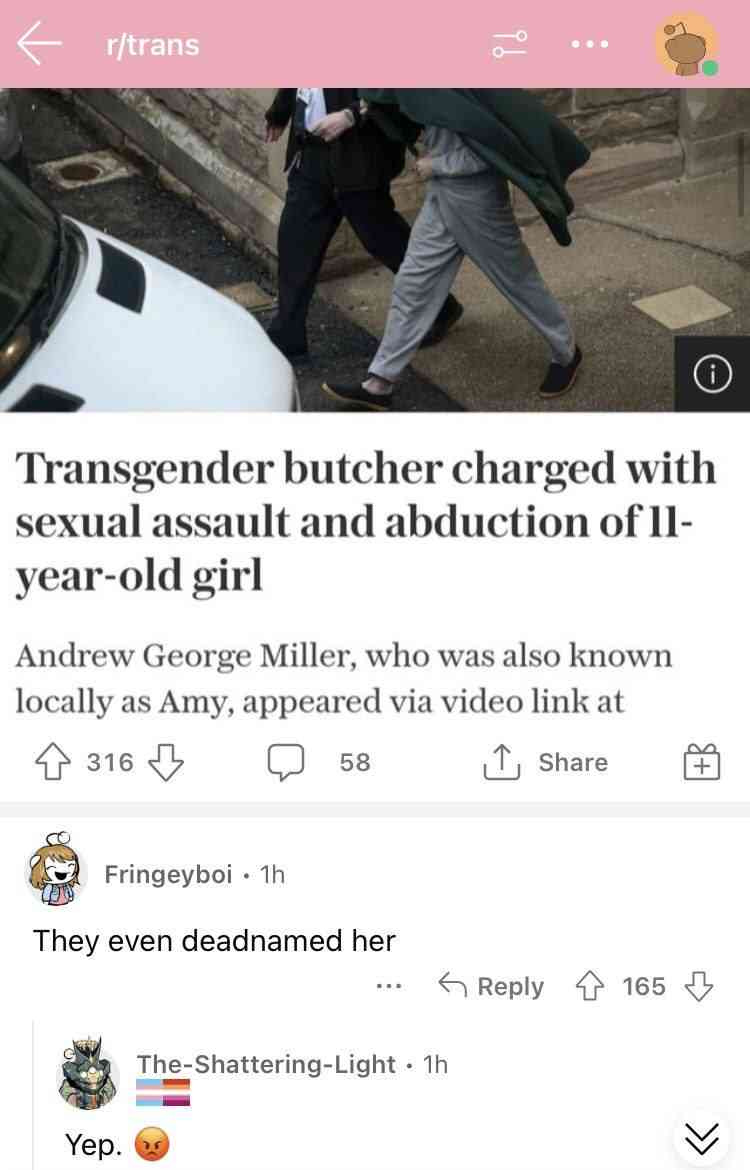 r/trans
Transgender butcher charged with
sexual assault and abduction of 11-
year-old girl
Andrew George Miller, who was also known
locally as Amy, appeared via video link at
316
58
Share
Fringeyboi • 1h
They even deadnamed her
... Reply 165
The-Shattering-Light • 1h
Yep. 😡